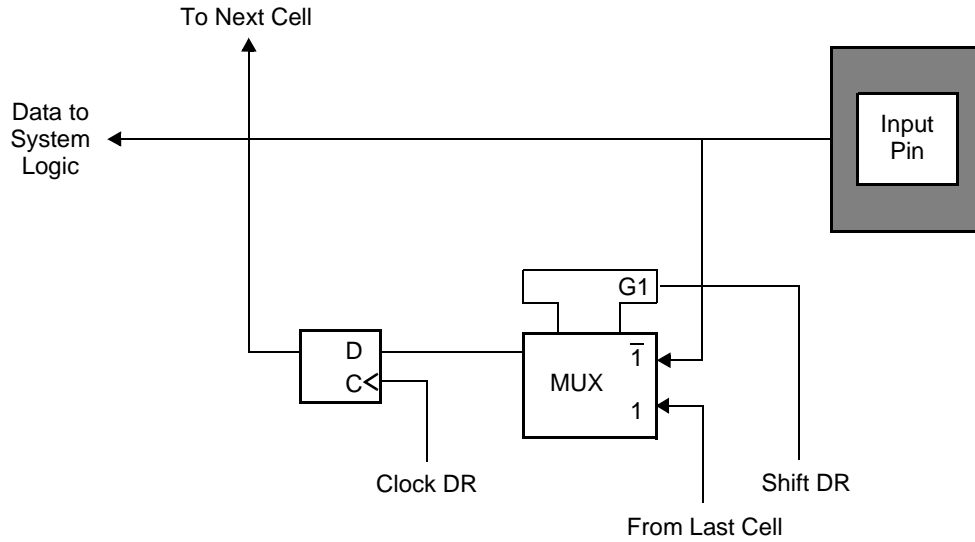 To Next Cell
Data to
System
Logic
Input
Pin
G1
D
C
MUX
1̅
1
Clock DR
Shift DR
From Last Cell